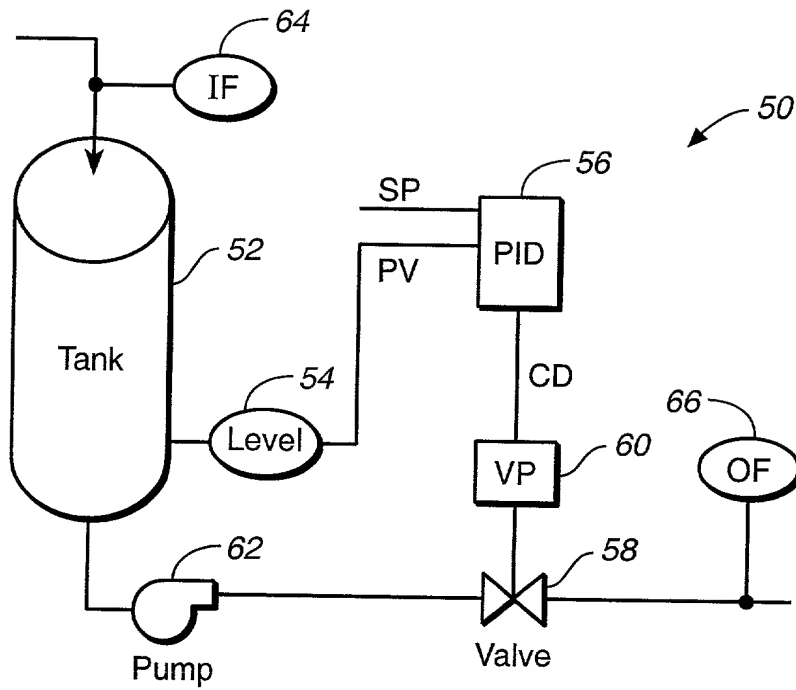 64
IF
50
56
SP
PID
52
PV
Tank
54
CD
Level
66
60
VP
OF
62
58
Pump
Valve